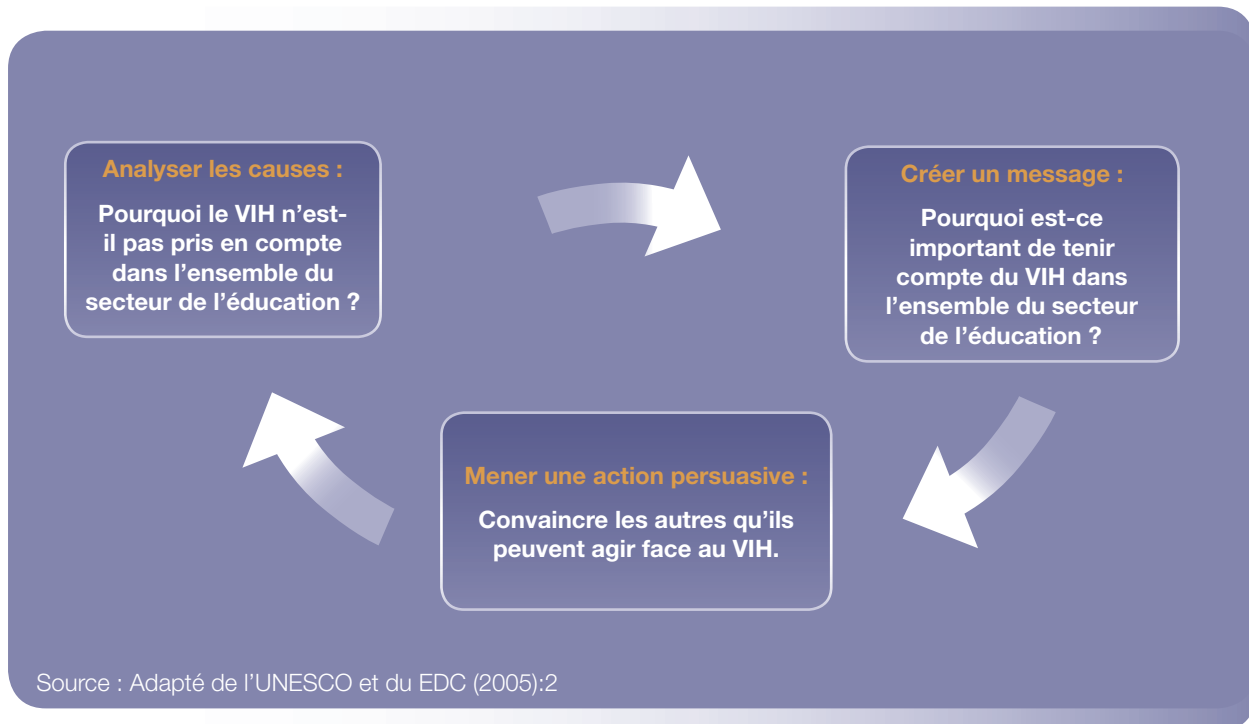 Analyser les causes :
Pourquoi le VIH n’est-
il pas pris en compte
dans l’ensemble du
secteur de l’éducation ?
Créer un message :
Pourquoi est-ce
important de tenir
compte du VIH dans
l’ensemble du secteur
de l’éducation ?
Mener une action persuasive :
Convaincre les autres qu’ils
peuvent agir face au VIH.
Source : Adapté de l’UNESCO et du EDC (2005):2